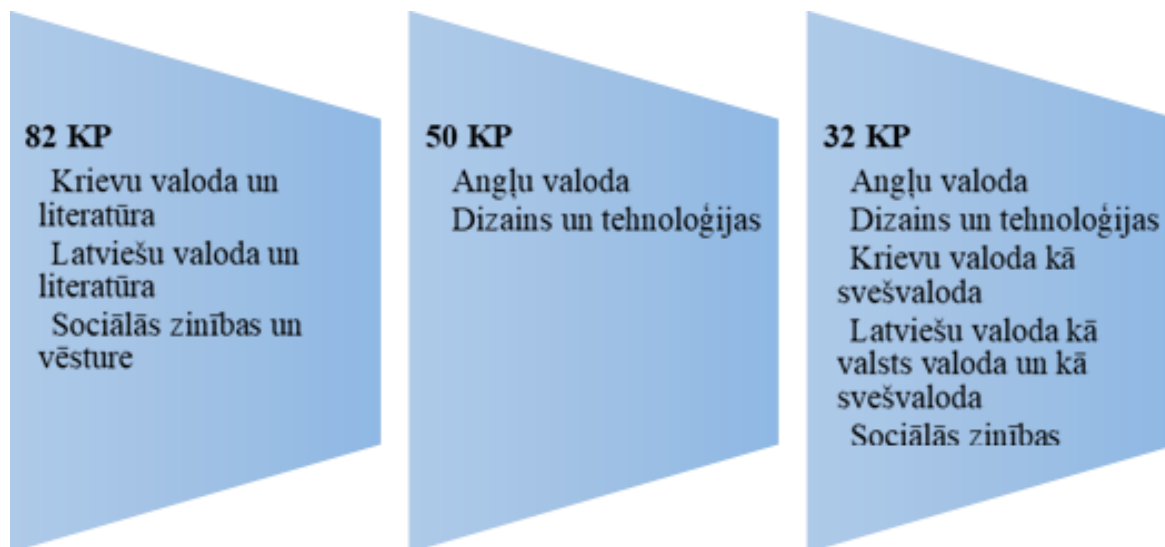 82 KP
Krievu valoda un
literatūra
Latviešu valoda un
literatūra
Sociālās zinības un
vēsture
50 KP
Angļu valoda
Dizains un tehnoloģijas
32 KP
Angļu valoda
Dizains un tehnoloģijas
Krievu valoda kā
svešvaloda
Latviešu valoda kā
valsts valoda un kā
svešvaloda
Sociālās zinības